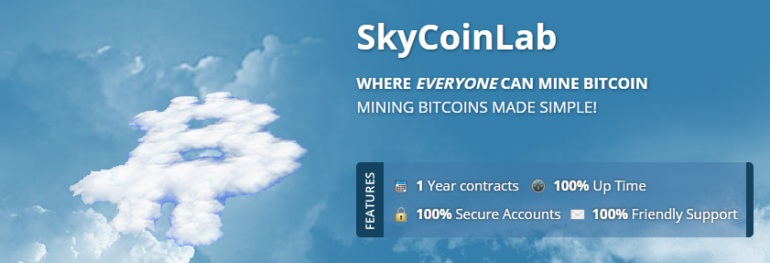 SkyCoinLab
WHERE EVERYONE CAN MINE BITCOIN
MINING BITCOINS MADE SIMPLE!
FEATURES
1 Year contracts 100% Up Time
100% Secure Accounts 100% Friendly Support